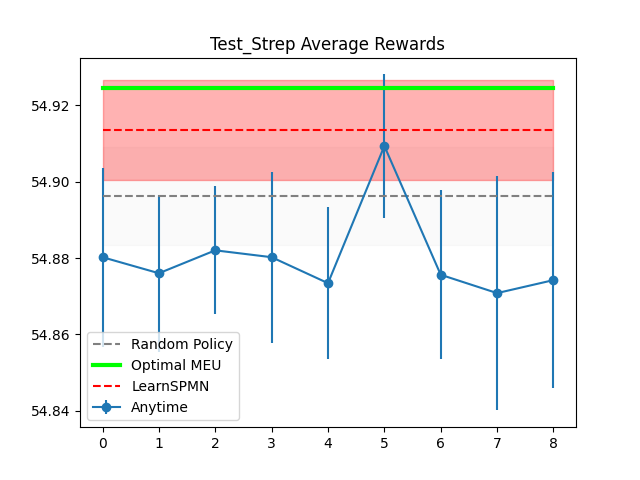 Test_Strep Average Rewards
54.92
54.90
54.88
54.86
54.84
Random Policy
Optimal MEU
LearnSPMN
Anytime
0 1 2 3 4 5 6 7 8